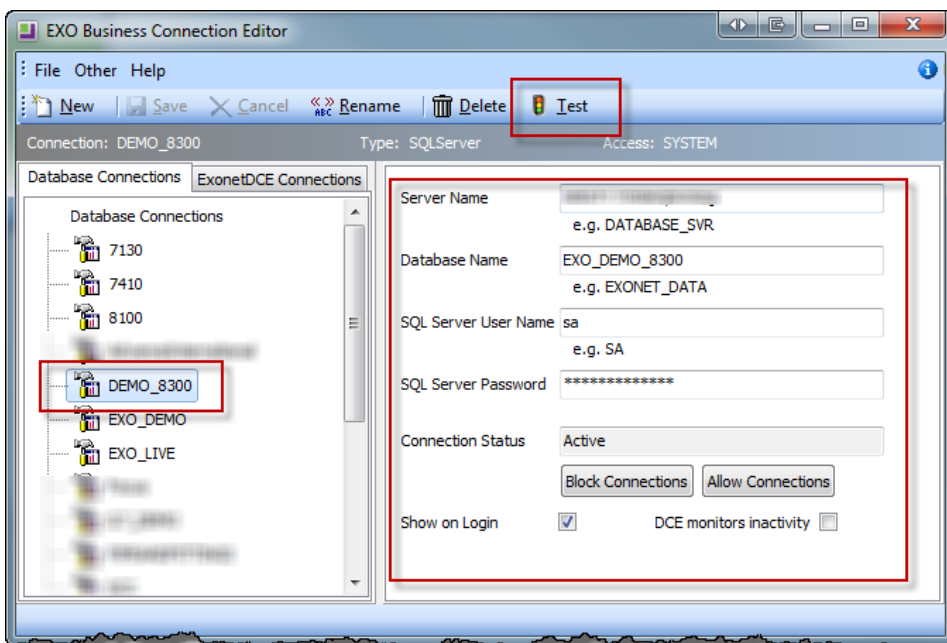 EXO Business Connection Editor
File Other Help
New Save Cancel ABC Rename Delete Test
Connection: DEMO_8300 Type: SQLServer Access: SYSTEM
Database Connections ExonetDCE Connections
Database Connections
7130
7410
8100
DEMO_8300
EXO_DEMO
EXO_LIVE
Server Name
e.g. DATABASE_SVR
Database Name EXO_DEMO_8300
e.g. EXONET_DATA
SQL Server User Name sa
e.g. SA
SQL Server Password *************
Connection Status Active
Block Connections Allow Connections
Show on Login DCE monitors inactivity